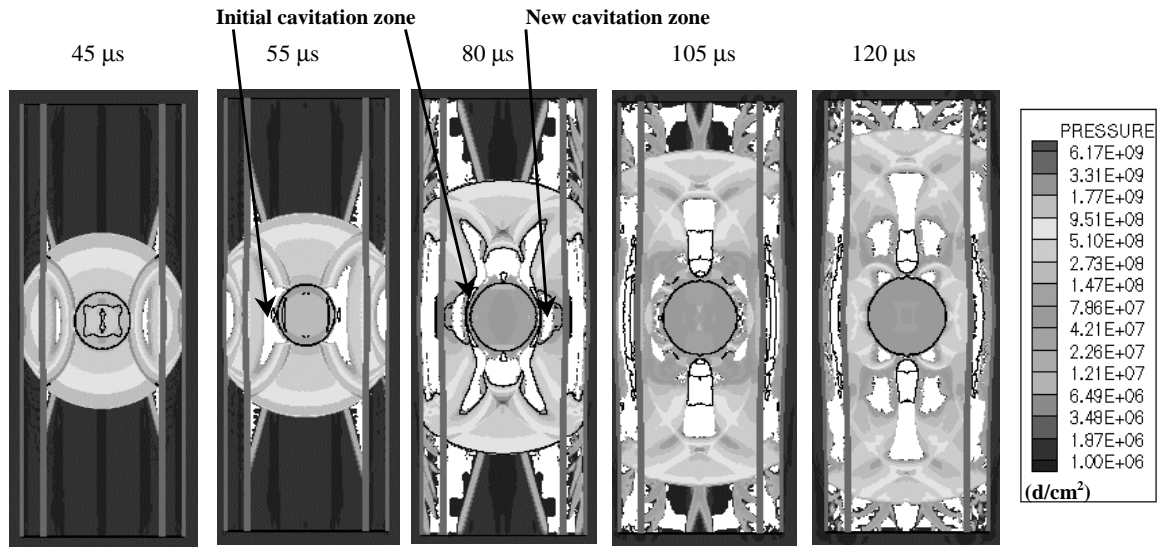 Initial cavitation zone New cavitation zone
45 µs 55 µs 80 µs 105 µs 120 µs
PRESSURE
6.17E+09
3.31E+09
1.77E+09
9.51E+08
5.10E+08
2.73E+08
1.47E+08
7.86E+07
4.21E+07
2.26E+07
1.21E+07
6.49E+06
3.48E+06
1.87E+06
1.00E+06
(d/cm²)